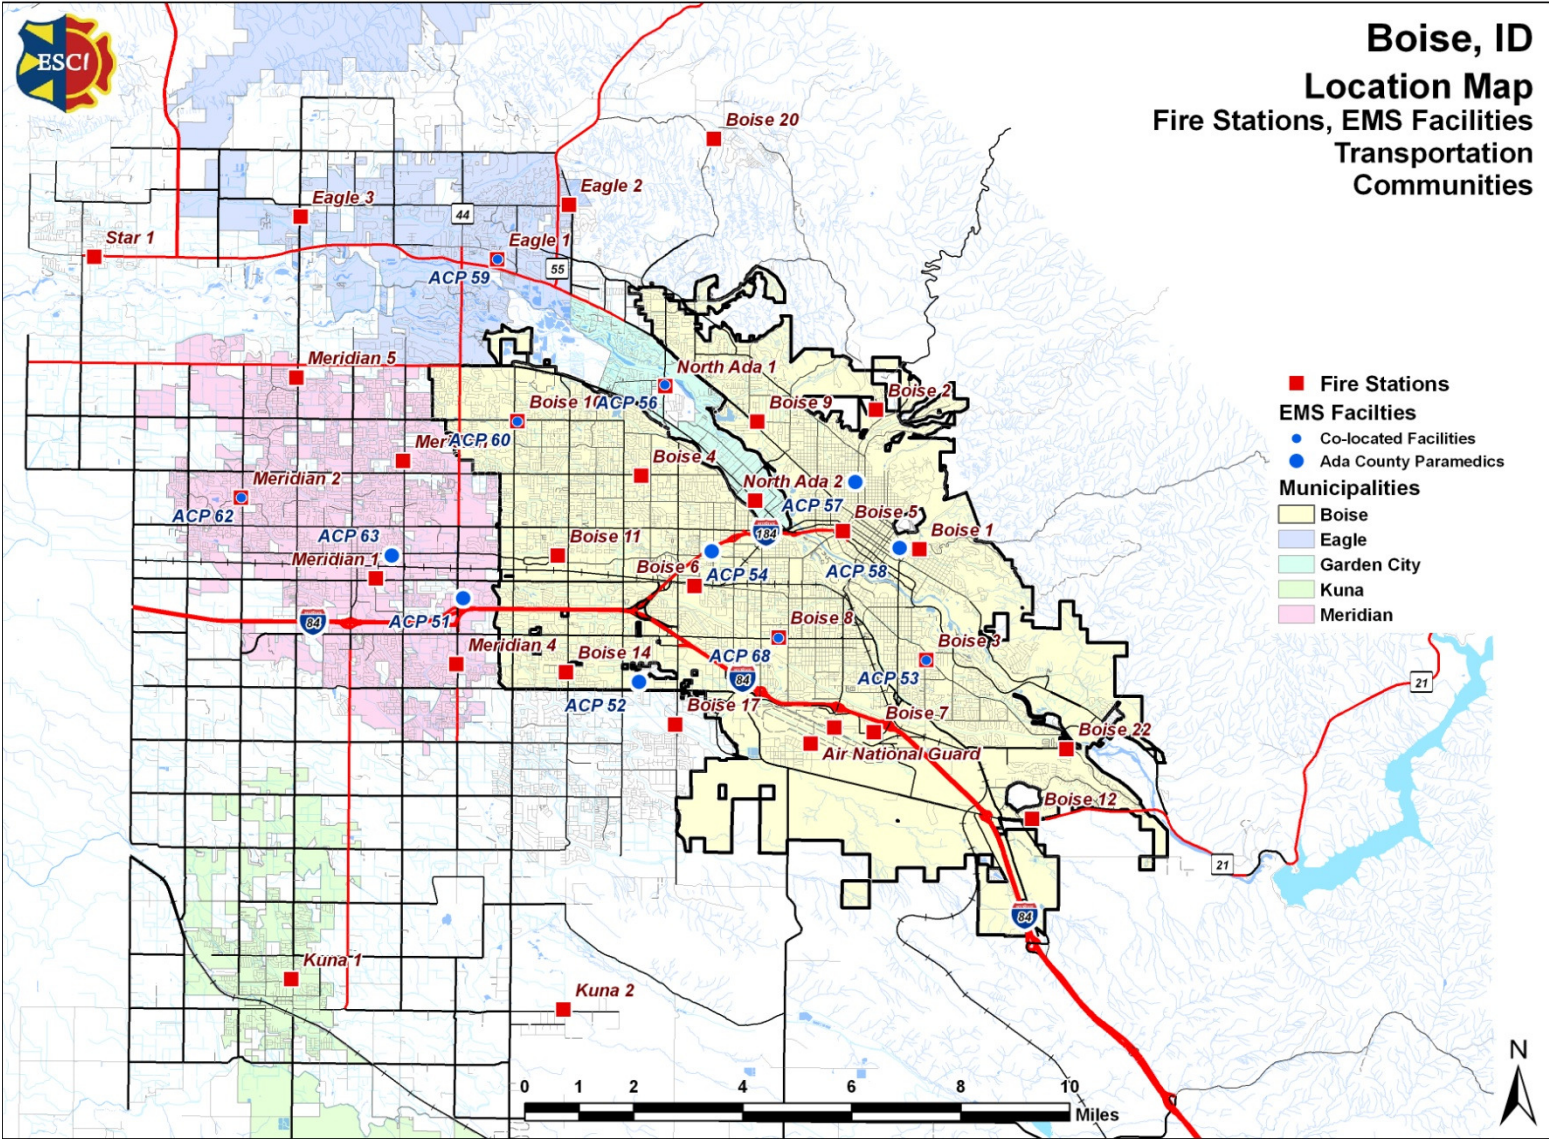 ESCI
Boise, ID
Location Map
Fire Stations, EMS Facilities
Transportation
Communities
Boise 20
Eagle 2
Eagle 3
44
Star 1
Eagle 1
55
ACP 59
Meridian 5
North Ada 1
Boise 2
Boise 10
ACP 56
Boise 9
ACP 60
Boise 4
Meridian 2
North Ada 2
ACP 57
ACP 62
Boise 5
ACP 63
184
Boise 11
Boise 1
Meridian 1
Boise 6
ACP 54
ACP 58
84
ACP 51
Boise 8
Meridian 4
Boise 14
ACP 68
Boise 3
84
ACP 53
ACP 52
Boise 17
Boise 7
Boise 22
Air National Guard
Boise 12
21
21
84
Kuna 1
Kuna 2
Fire Stations
EMS Facilties
Co-located Facilities
Ada County Paramedics
Municipalities
Boise
Eagle
Garden City
Kuna
Meridian
0 1 2 4 6 8 10
Miles
N